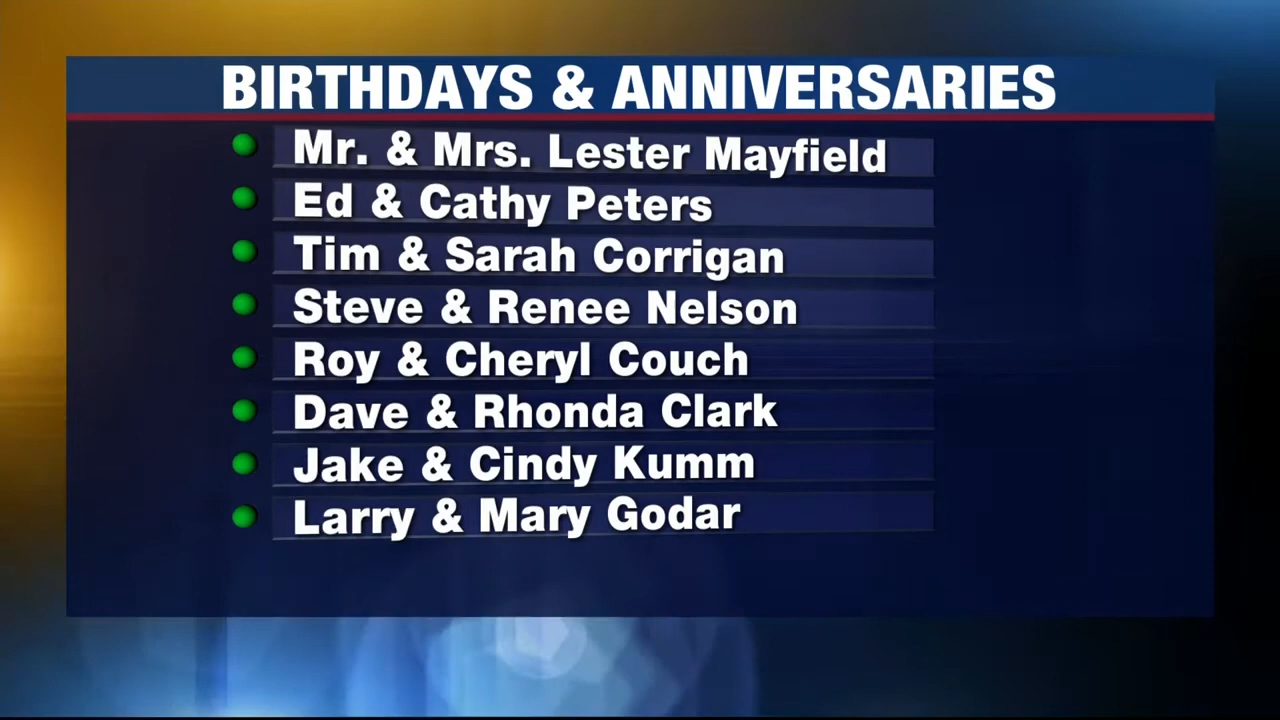 BIRTHDAYS & ANNIVERSARIES
Mr. & Mrs. Lester Mayfield
Ed & Cathy Peters
Tim & Sarah Corrigan
Steve & Renee Nelson
Roy & Cheryl Couch
Dave & Rhonda Clark
Jake & Cindy Kumm
Larry & Mary Godar